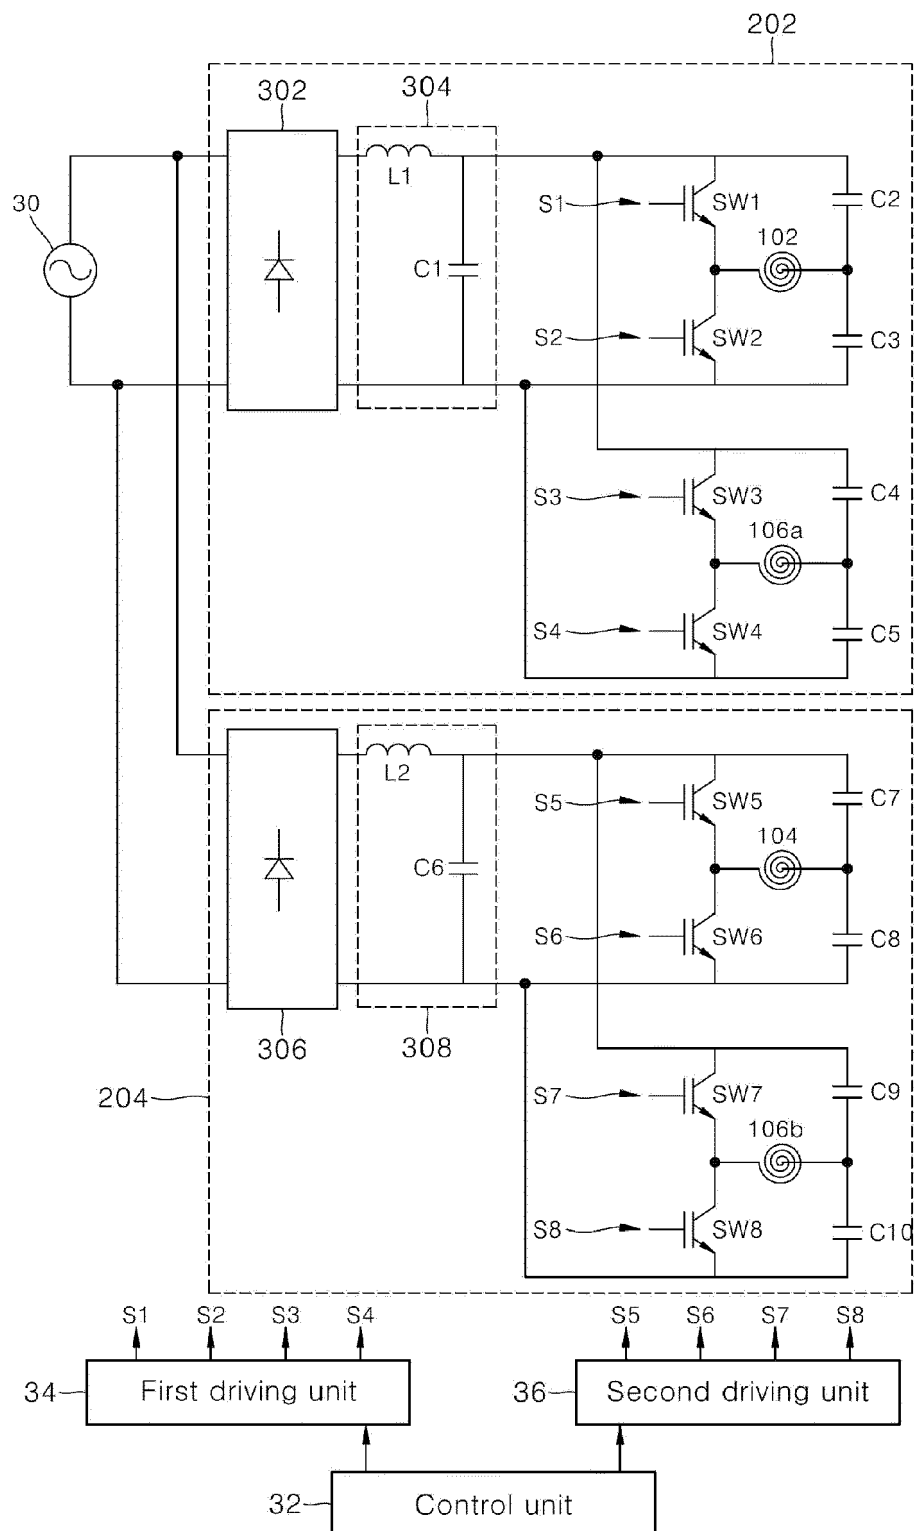 202
302
304
L1
30
S1
SW1
C2
102
C1
S2
SW2
C3
S3
SW3
C4
106a
S4
SW4
C5
L2
S5
SW5
C7
104
C6
S6
SW6
C8
306
308
204
S7
SW7
C9
106b
S8
SW8
C10
S1 S2 S3 S4
S5 S6 S7 S8
34 First driving unit
36 Second driving unit
32 Control unit